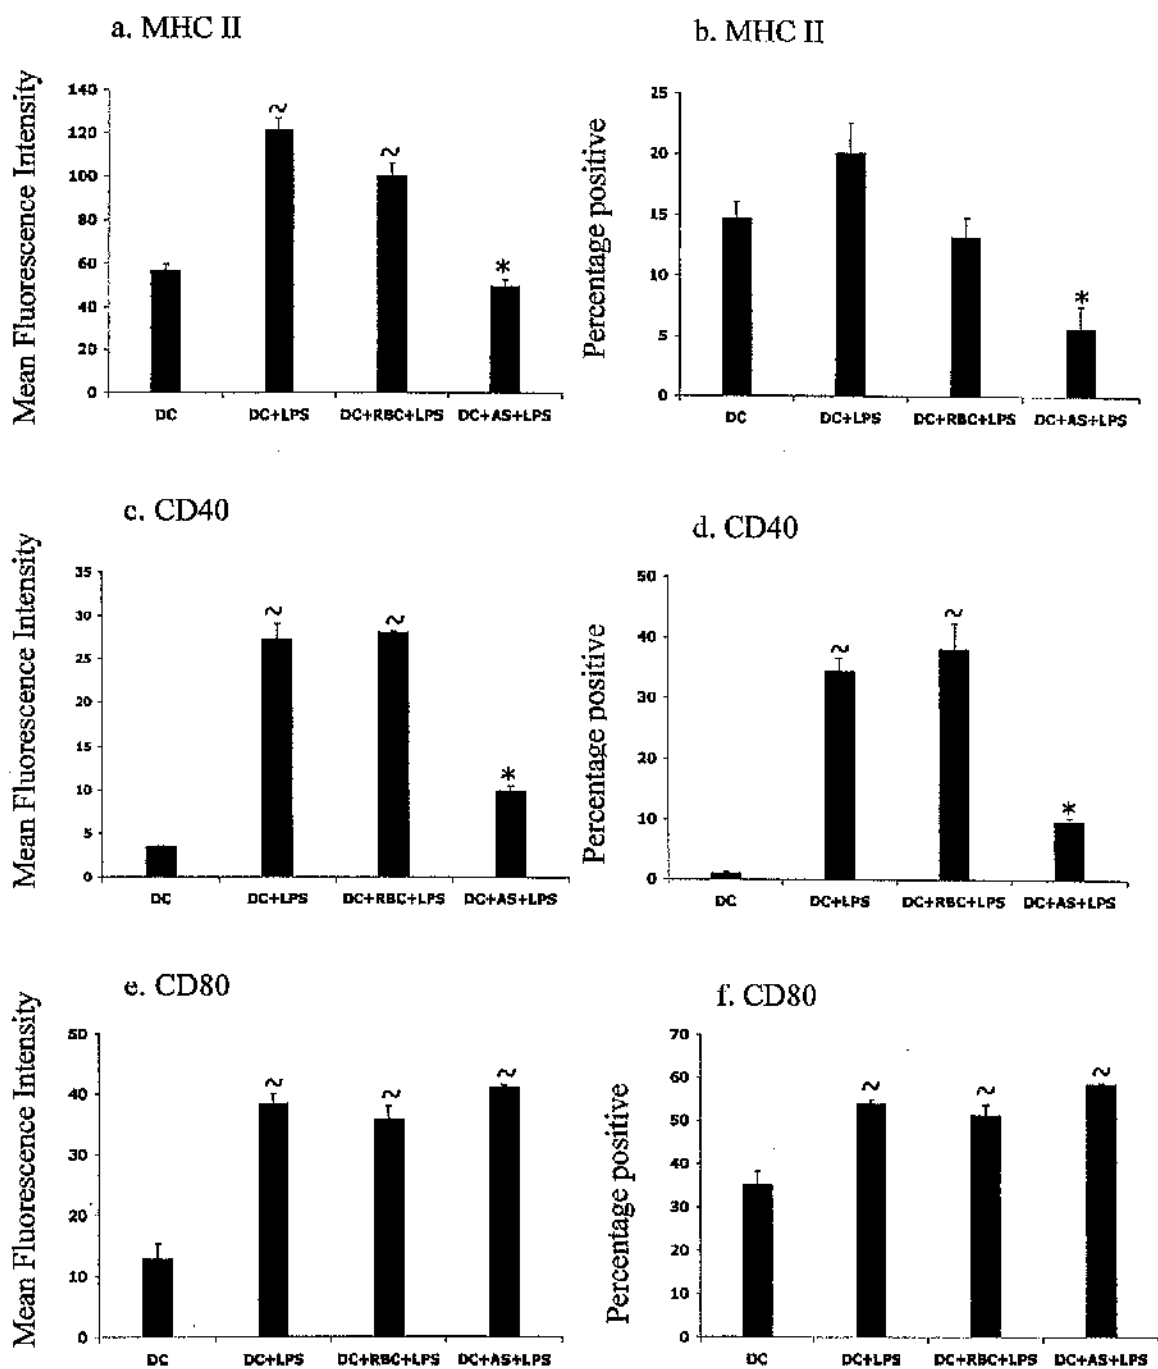 a. MHC II
Mean Fluorescence Intensity
140
120
100
80
60
40
20
0
~
~
*
DC
DC+LPS
DC+RBC+LPS
DC+AS+LPS
b. MHC II
Percentage positive
25
20
15
10
5
0
*
DC
DC+LPS
DC+RBC+LPS
DC+AS+LPS
c. CD40
Mean Fluorescence Intensity
35
30
25
20
15
10
5
0
~
~
*
DC
DC+LPS
DC+RBC+LPS
DC+AS+LPS
d. CD40
Percentage positive
50
40
30
20
10
0
~
~
*
DC
DC+LPS
DC+RBC+LPS
DC+AS+LPS
e. CD80
Mean Fluorescence Intensity
50
40
30
20
10
0
~
~
~
DC
DC+LPS
DC+RBC+LPS
DC+AS+LPS
f. CD80
Percentage positive
70
60
50
40
30
20
10
0
~
~
~
DC
DC+LPS
DC+RBC+LPS
DC+AS+LPS